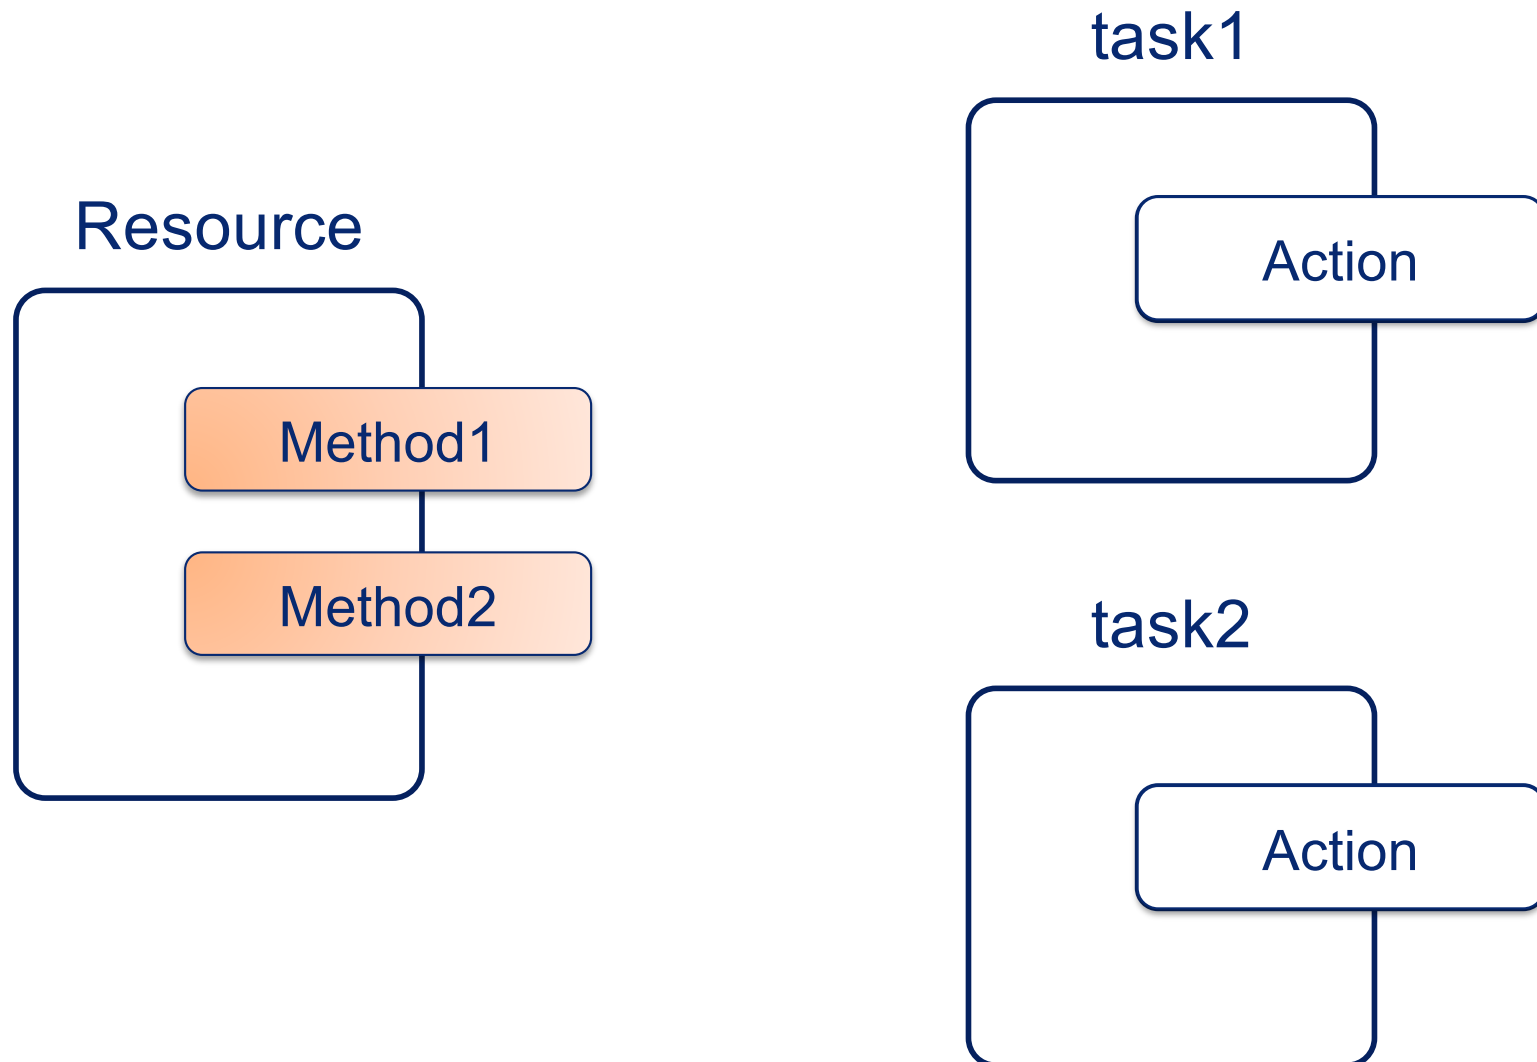 Resource
Method1
Method2
task1
Action
task2
Action